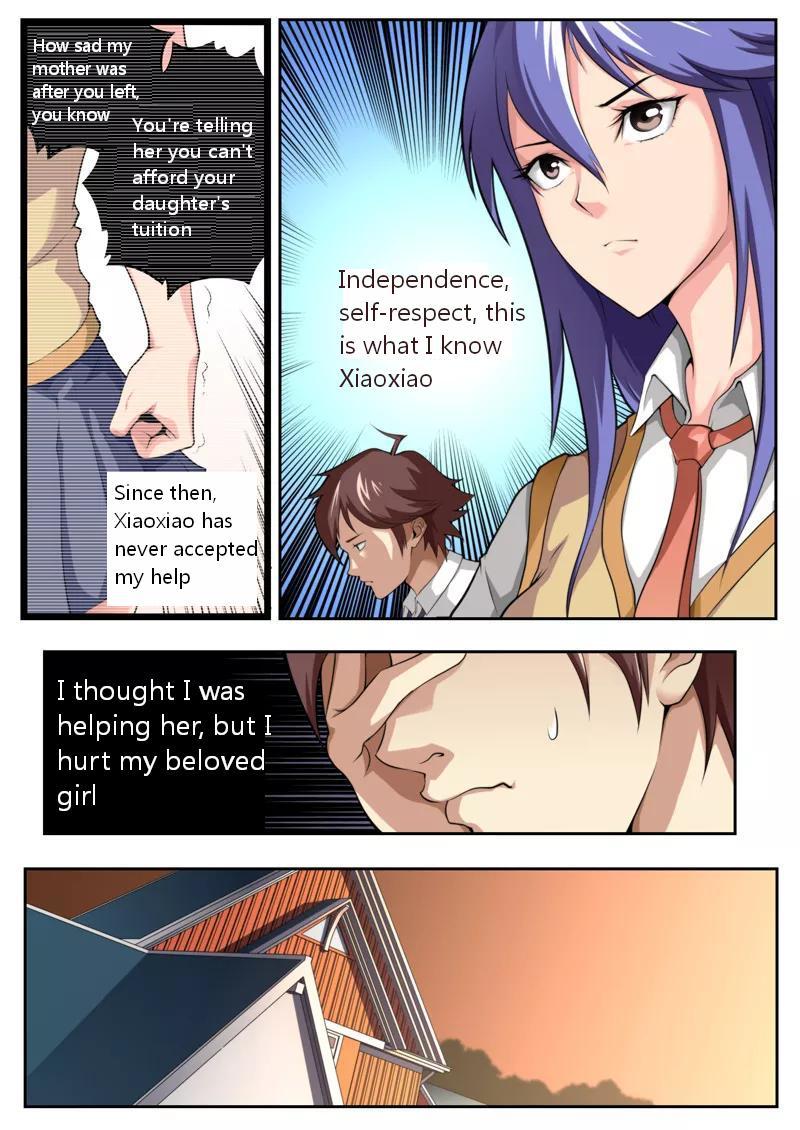 How sad my
mother was
after you left,
you know
You're telling
her you can't
afford your
daughter's
tuition
Since then,
Xiaoxiao has
never accepted
my help
Independence,
self-respect, this
is what I know
Xiaoxiao
I thought I was
helping her, but I
hurt my beloved
girl